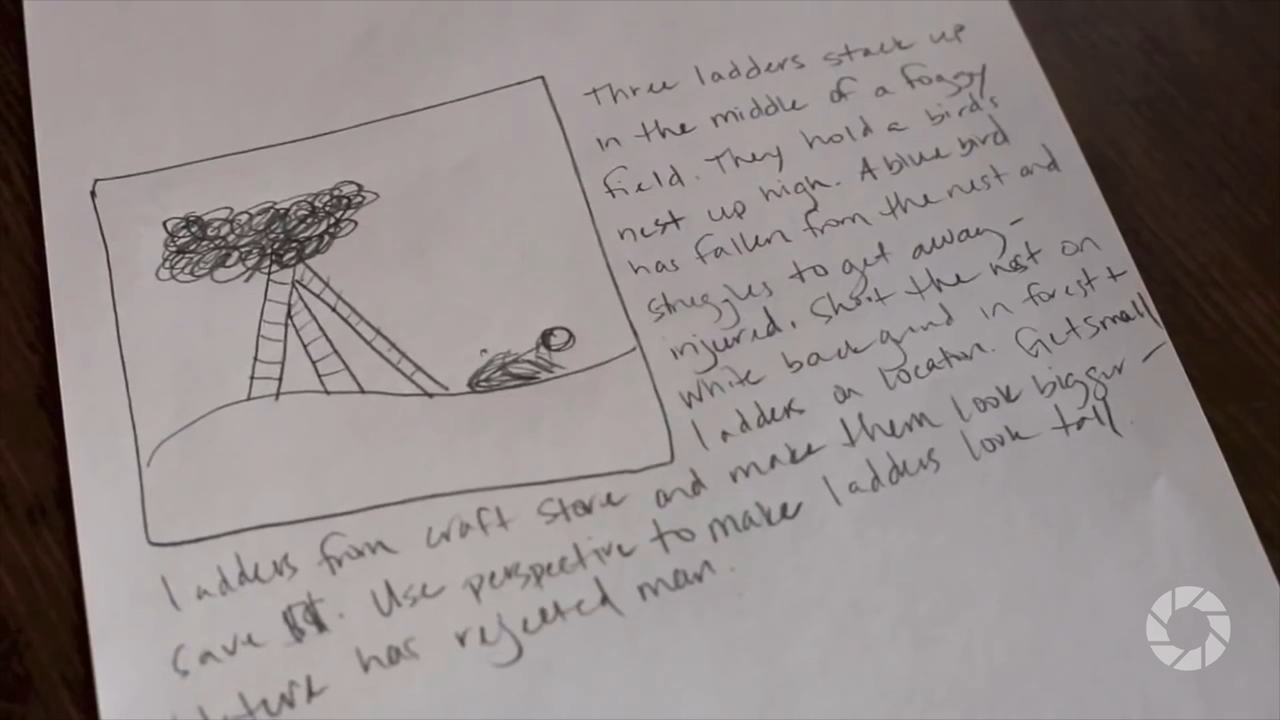 Three ladders stack up
in the middle of a foggy
field. They hold a bird's
nest up high. A blue bird
has fallen from the nest and
struggles to get away –
injured. Shoot the nest on
white background in forest +
ladders on location. Get small
ladders from craft store and make them look bigger –
save $$. Use perspective to make ladders look tall.
Nature has rejected man.